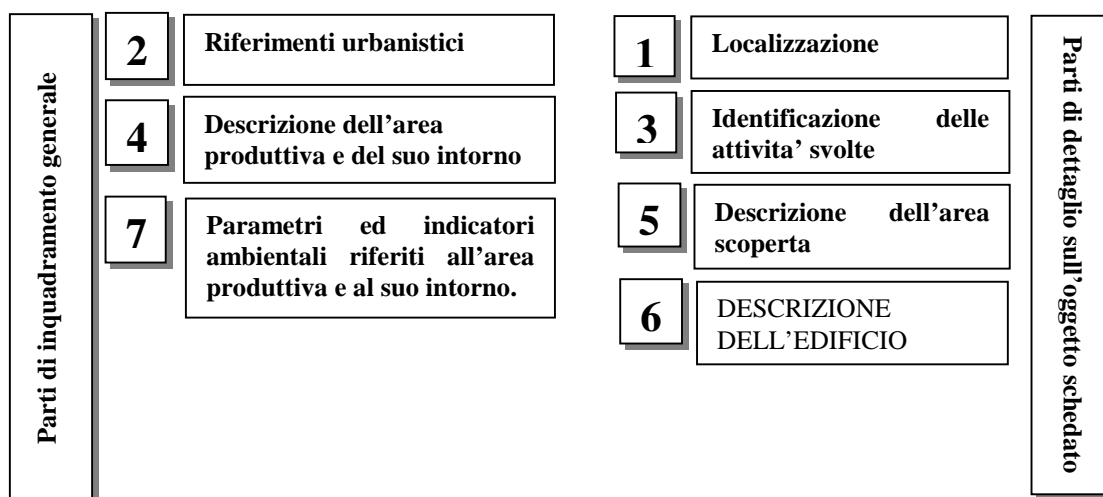 Parti di inquadramento generale
2
Riferimenti urbanistici
4
Descrizione dell’area
produttiva e del suo intorno
7
Parametri ed indicatori
ambientali riferiti all’area
produttiva e al suo intorno.
1
Localizzazione
3
Identificazione delle
attivita’ svolte
5
Descrizione dell’area
scoperta
6
DESCRIZIONE
DELL’EDIFICIO
Parti di dettaglio sull’oggetto schedato